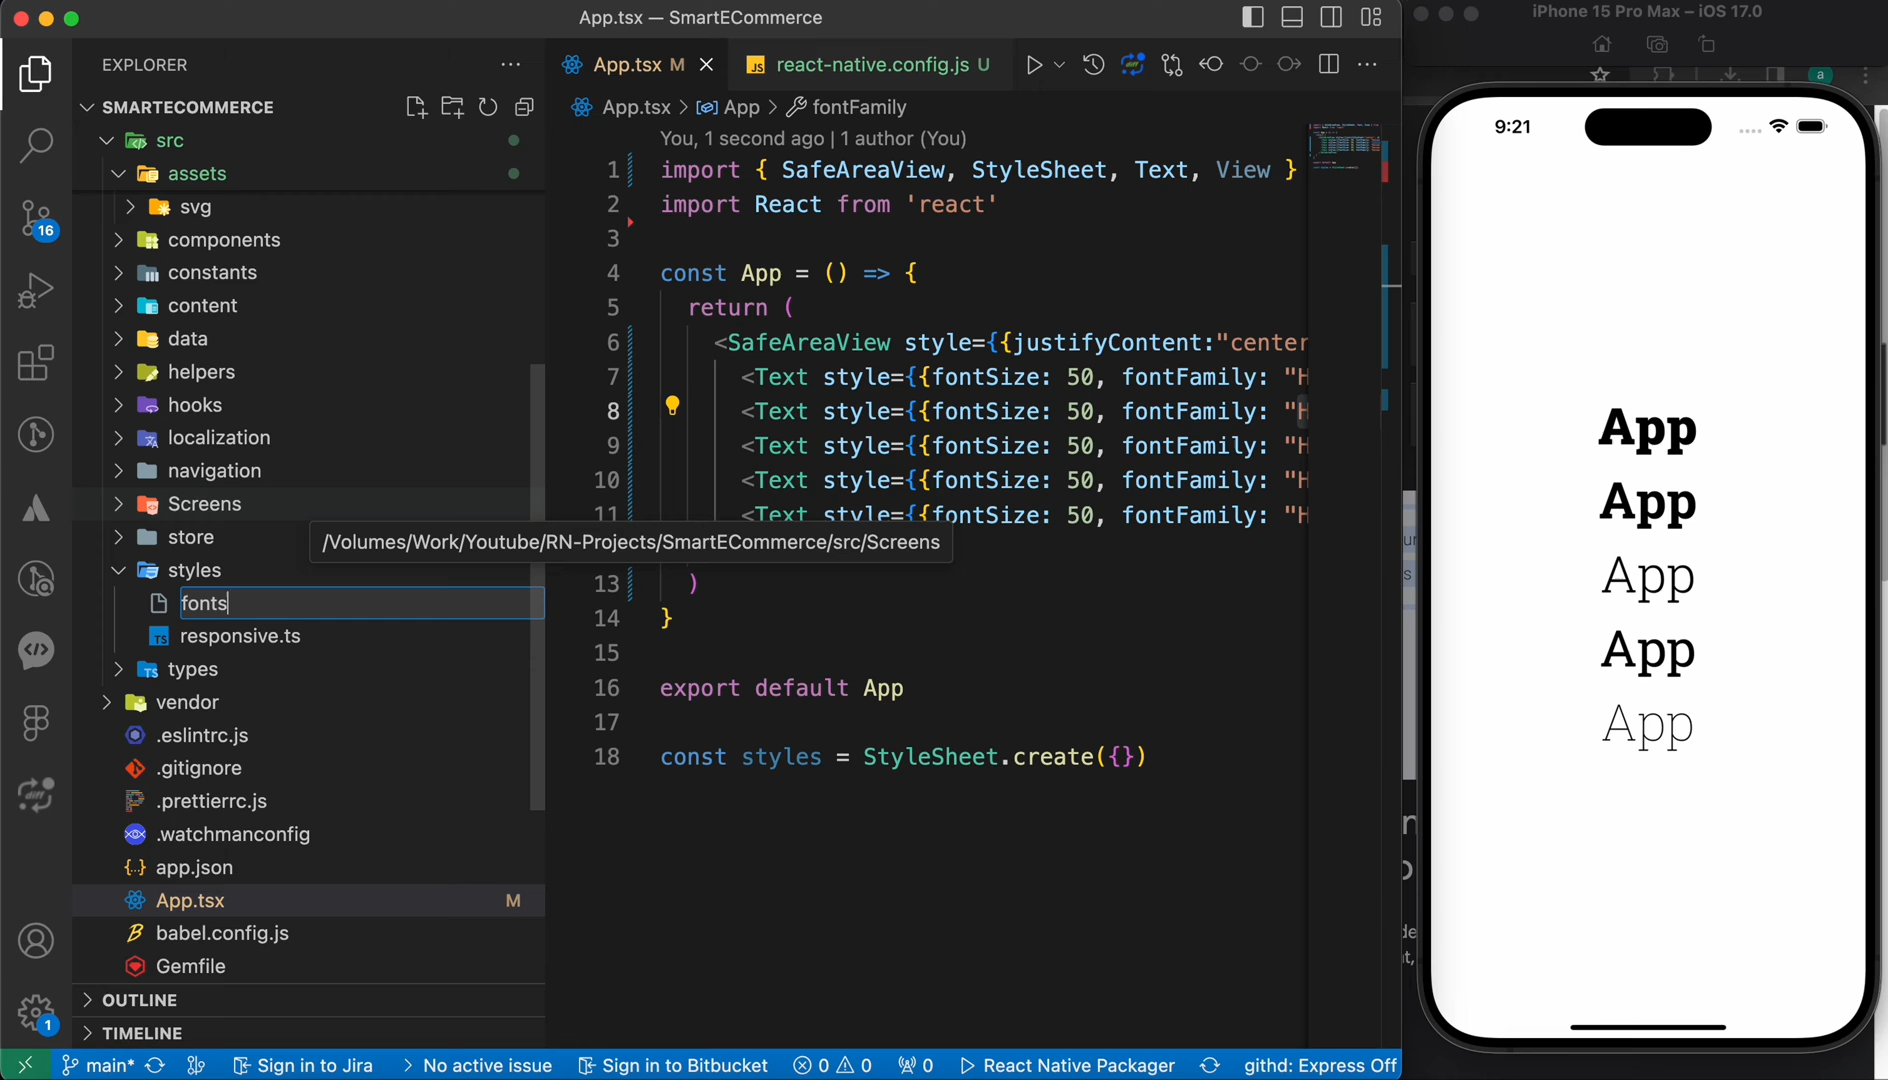 App.tsx — SmartECommerce
iPhone 15 Pro Max – iOS 17.0
EXPLORER
App.tsx M
JS react-native.config.js U
SMARTECOMMERCE
App.tsx > App > fontFamily
src
assets
svg
components
constants
content
data
helpers
hooks
localization
navigation
Screens
store
styles
fonts
TS responsive.ts
TS types
vendor
.eslintrc.js
.gitignore
.prettierrc.js
.watchmanconfig
app.json
App.tsx M
babel.config.js
Gemfile
OUTLINE
TIMELINE
16
1
You, 1 second ago | 1 author (You)
1 import { SafeAreaView, StyleSheet, Text, View }
2 import React from 'react'
3
4 const App = () => {
5 return (
6 <SafeAreaView style={{justifyContent:"center
7 <Text style={{fontSize: 50, fontFamily: "H
8 <Text style={{fontSize: 50, fontFamily: "H
9 <Text style={{fontSize: 50, fontFamily: "H
10 <Text style={{fontSize: 50, fontFamily: "H
11 <Text style={{fontSize: 50, fontFamily: "H
/Volumes/Work/Youtube/RN-Projects/SmartECommerce/src/Screens
13 )
14 }
15
16 export default App
17
18 const styles = StyleSheet.create({})
a
9:21
App
App
App
App
App
main* Sign in to Jira > No active issue Sign in to Bitbucket 0 0 0 React Native Packager githd: Express Off